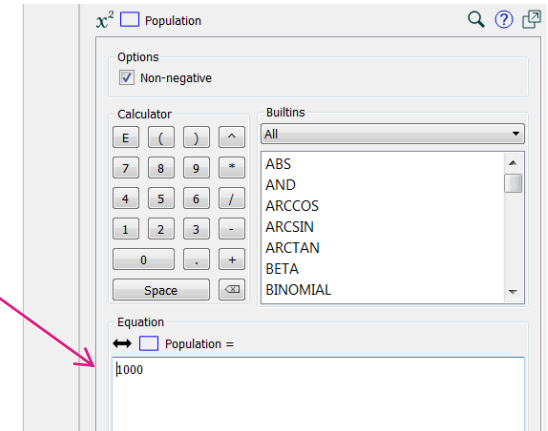 x² Population
Options
Non-negative
Calculator
E ( ) ^
7 8 9 *
4 5 6 /
1 2 3 -
0 . +
Space
Builtins
All
ABS
AND
ARCCOS
ARCSIN
ARCTAN
BETA
BINOMIAL
Equation
Population =
1000